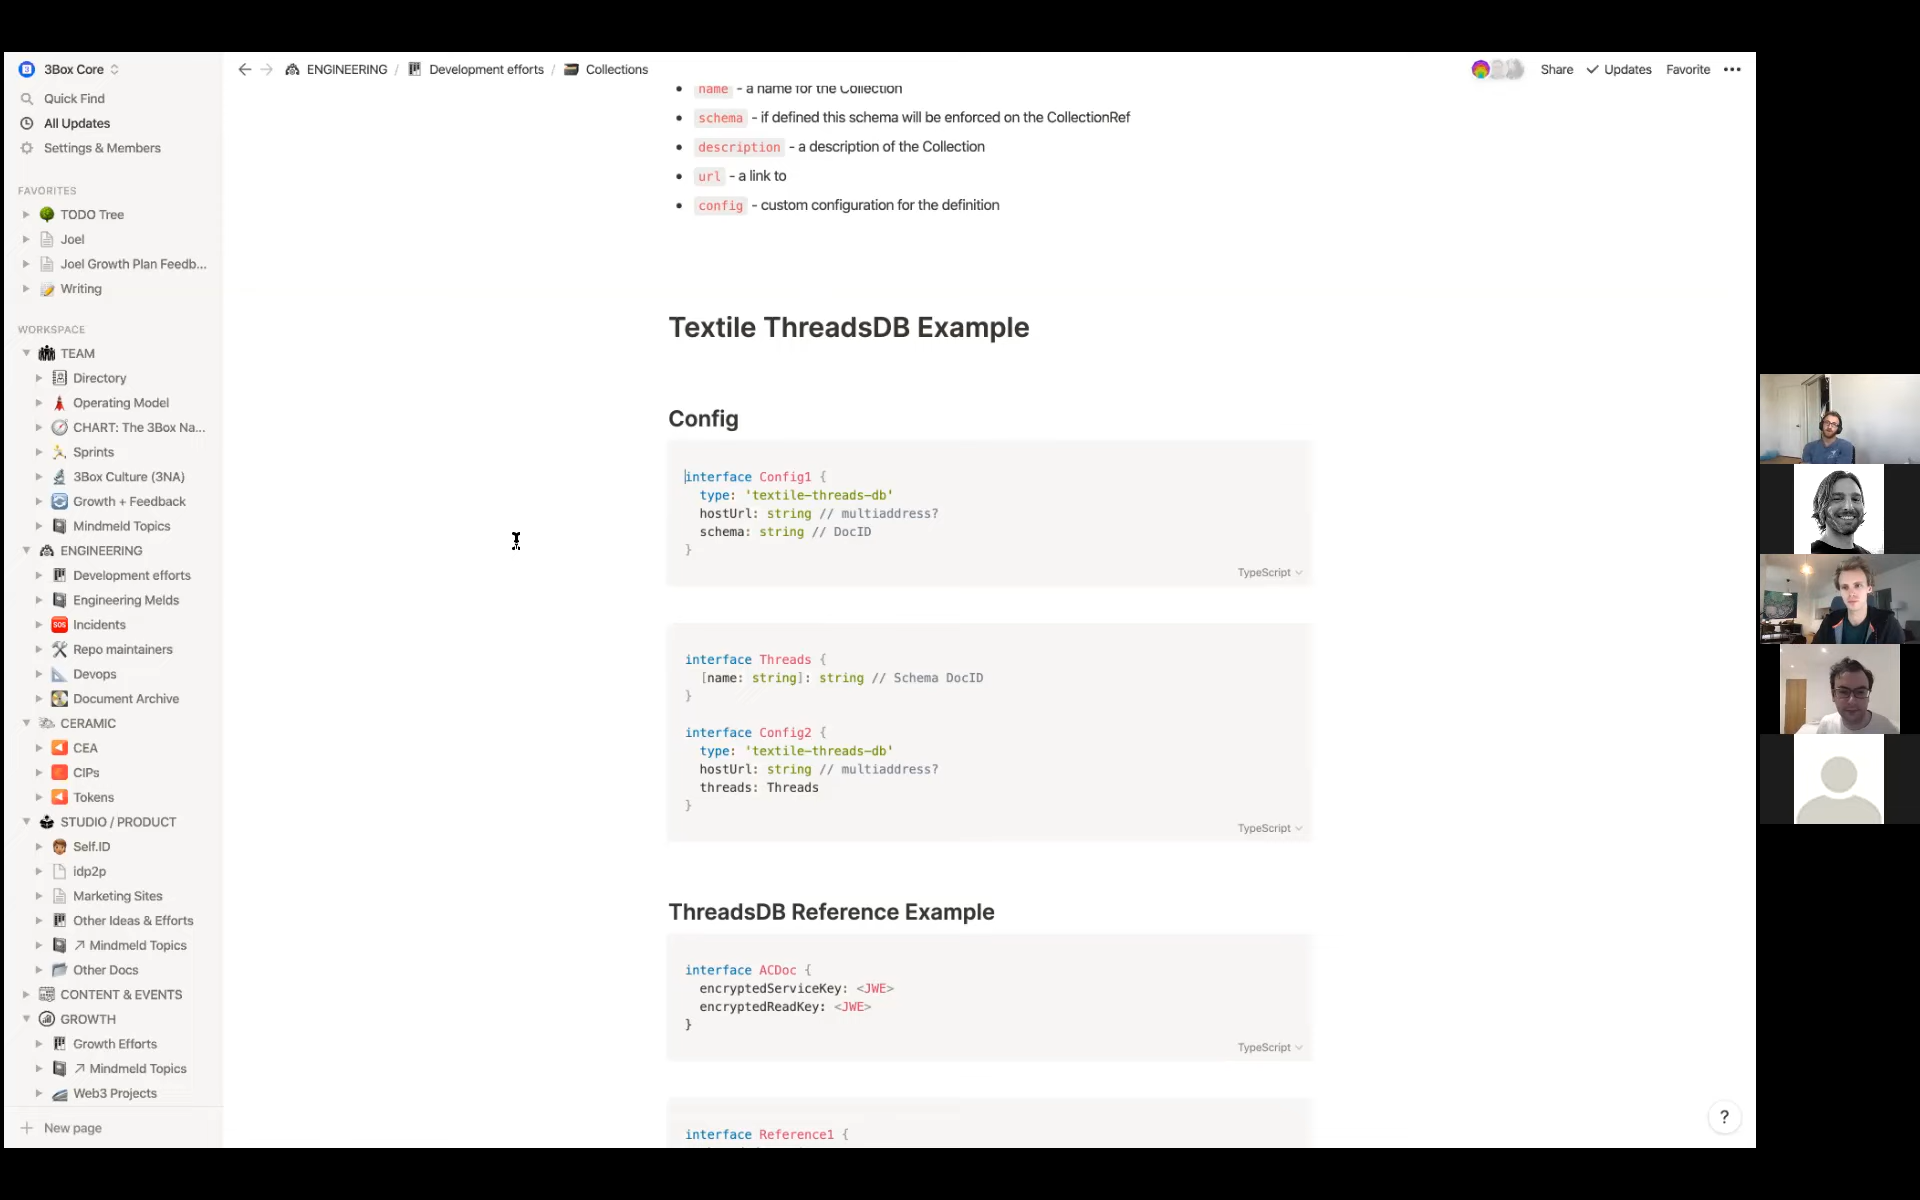 3Box Core
Quick Find
All Updates
Settings & Members
FAVORITES
TODO Tree
Joel
Joel Growth Plan Feedb...
Writing
WORKSPACE
TEAM
Directory
Operating Model
CHART: The 3Box Na...
Sprints
3Box Culture (3NA)
Growth + Feedback
Mindmeld Topics
ENGINEERING
Development efforts
Engineering Melds
SOS Incidents
Repo maintainers
Devops
Document Archive
CERAMIC
CEA
CIPs
Tokens
STUDIO / PRODUCT
Self.ID
idp2p
Marketing Sites
Other Ideas & Efforts
↗ Mindmeld Topics
Other Docs
CONTENT & EVENTS
GROWTH
Growth Efforts
↗ Mindmeld Topics
Web3 Projects
+ New page
← → ENGINEERING / Development efforts / Collections
Share ✓ Updates Favorite •••
• name - a name for the Collection
• schema - if defined this schema will be enforced on the CollectionRef
• description - a description of the Collection
• url - a link to
• config - custom configuration for the definition
Textile ThreadsDB Example
Config
interface Config1 {
type: 'textile-threads-db'
hostUrl: string // multiaddress?
schema: string // DocID
}
TypeScript
interface Threads {
[name: string]: string // Schema DocID
}
interface Config2 {
type: 'textile-threads-db'
hostUrl: string // multiaddress?
threads: Threads
}
TypeScript
ThreadsDB Reference Example
interface ACDoc {
encryptedServiceKey: <JWE>
encryptedReadKey: <JWE>
}
TypeScript
interface Reference1 {
?